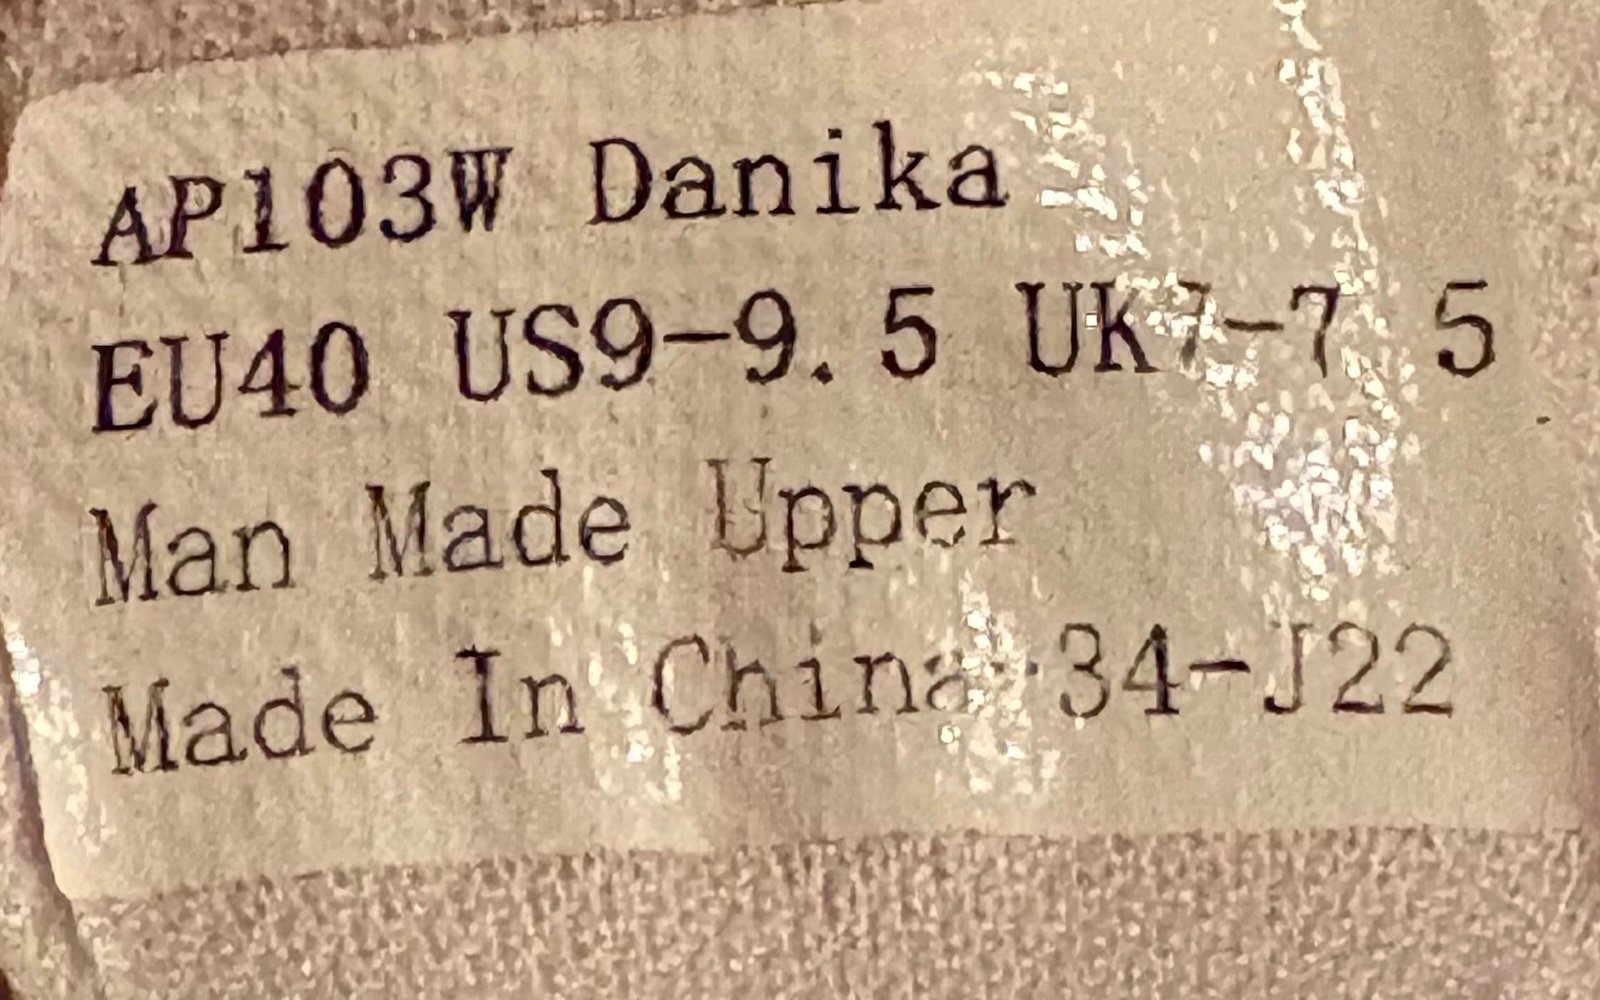 AP103W Danika
EU40 US9-9.5 UK7-7.5
Man Made Upper
Made In China 34-J22